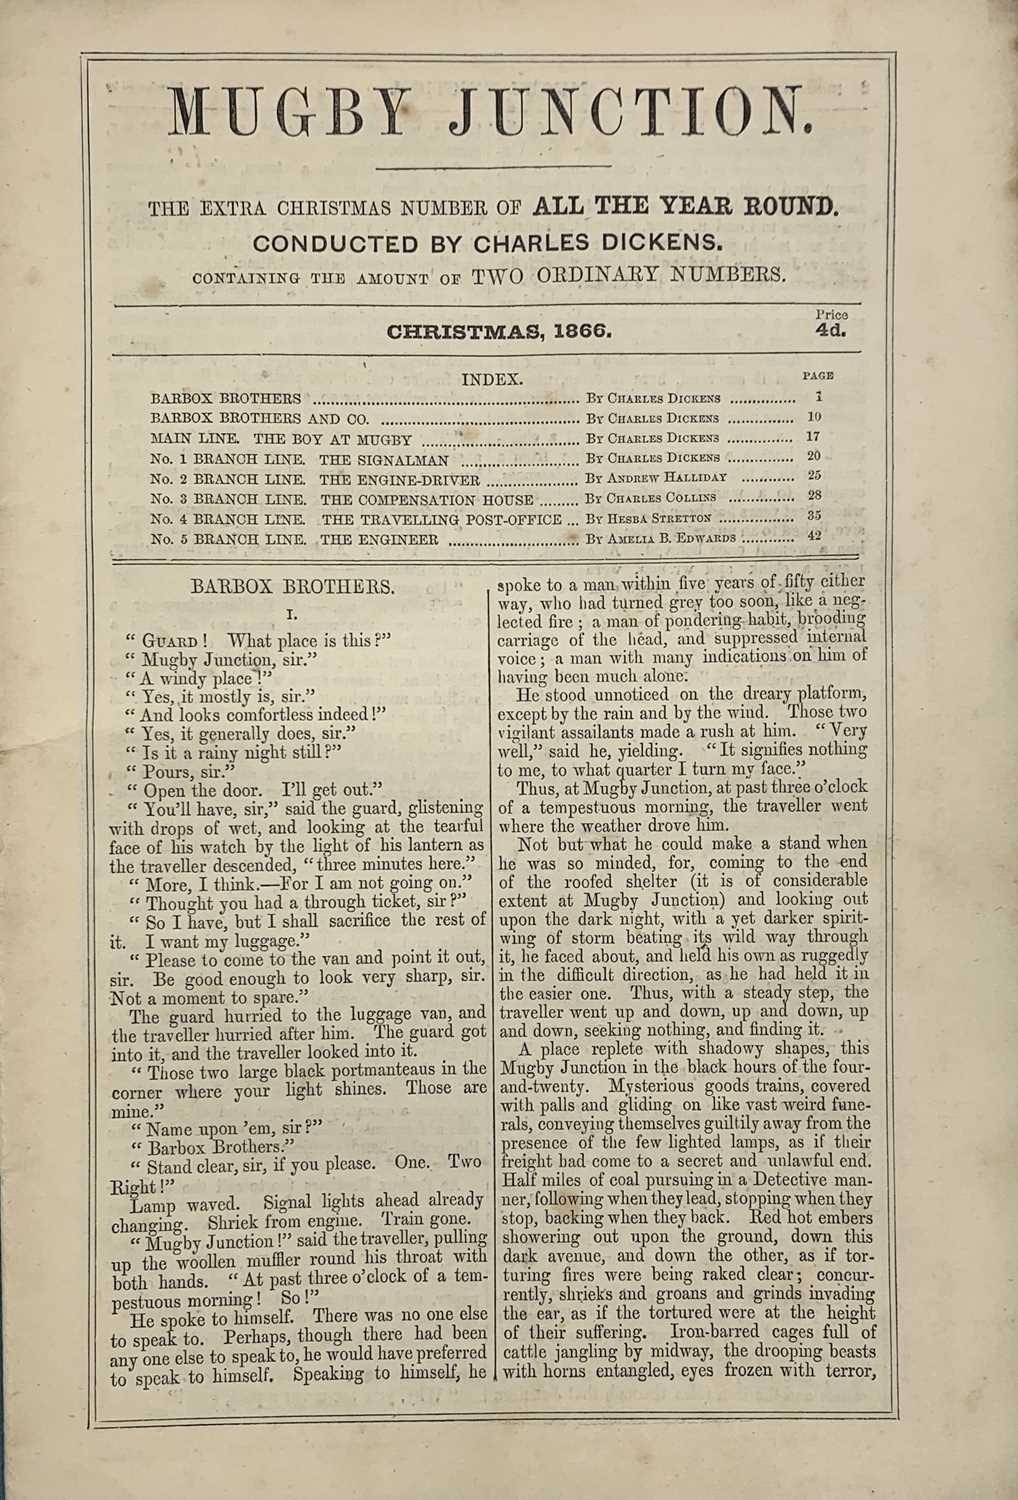 MUGBY JUNCTION.
THE EXTRA CHRISTMAS NUMBER OF ALL THE YEAR ROUND.
CONDUCTED BY CHARLES DICKENS.
CONTAINING THE AMOUNT OF TWO ORDINARY NUMBERS.
CHRISTMAS, 1866.
Price
4d.
INDEX.
PAGE
BARBOX BROTHERS ........ BY CHARLES DICKENS ........ 1
BARBOX BROTHERS AND CO. ........ BY CHARLES DICKENS ........ 10
MAIN LINE. THE BOY AT MUGBY ........ BY CHARLES DICKENS ........ 17
No. 1 BRANCH LINE. THE SIGNALMAN ........ BY CHARLES DICKENS ........ 20
No. 2 BRANCH LINE. THE ENGINE-DRIVER ........ BY ANDREW HALLIDAY ........ 25
No. 3 BRANCH LINE. THE COMPENSATION HOUSE ........ BY CHARLES COLLINS ........ 28
No. 4 BRANCH LINE. THE TRAVELLING POST-OFFICE ... BY HESBA STRETTON ........ 35
No. 5 BRANCH LINE. THE ENGINEER ........ BY AMELIA B. EDWARDS ........ 42
BARBOX BROTHERS.
I.
"GUARD! What place is this?"
"Mugby Junction, sir."
"A windy place!"
"Yes, it mostly is, sir."
"And looks comfortless indeed!"
"Yes, it generally does, sir."
"Is it a rainy night still?"
"Pours, sir."
"Open the door. I'll get out."
"You'll have, sir," said the guard, glistening
with drops of wet, and looking at the tearful
face of his watch by the light of his lantern as
the traveller descended, "three minutes here."
"More, I think.—For I am not going on."
"Thought you had a through ticket, sir?"
"So I have, but I shall sacrifice the rest of
it. I want my luggage."
"Please to come to the van and point it out,
sir. Be good enough to look very sharp, sir.
Not a moment to spare."
The guard hurried to the luggage van, and
the traveller hurried after him. The guard got
into it, and the traveller looked into it.
"Those two large black portmanteaus in the
corner where your light shines. Those are
mine."
"Name upon 'em, sir?"
"Barbox Brothers."
"Stand clear, sir, if you please. One. Two
Right!"
Lamp waved. Signal lights ahead already
changing. Shriek from engine. Train gone.
"Mugby Junction!" said the traveller, pulling
up the woollen muffler round his throat with
both hands. "At past three o'clock of a tem-
pestuous morning! So!"
He spoke to himself. There was no one else
to speak to. Perhaps, though there had been
any one else to speak to, he would have preferred
to speak to himself. Speaking to himself, he
spoke to a man within five years of fifty either
way, who had turned grey too soon, like a neg-
lected fire; a man of pondering habit, brooding
carriage of the head, and suppressed internal
voice; a man with many indications on him of
having been much alone.
He stood unnoticed on the dreary platform,
except by the rain and by the wind. Those two
vigilant assailants made a rush at him. "Very
well," said he, yielding. "It signifies nothing
to me, to what quarter I turn my face."
Thus, at Mugby Junction, at past three o'clock
of a tempestuous morning, the traveller went
where the weather drove him.
Not but what he could make a stand when
he was so minded, for, coming to the end
of the roofed shelter (it is of considerable
extent at Mugby Junction) and looking out
upon the dark night, with a yet darker spirit-
wing of storm beating its wild way through
it, he faced about, and held his own as ruggedly
in the difficult direction, as he had held it in
the easier one. Thus, with a steady step, the
traveller went up and down, up and down, up
and down, seeking nothing, and finding it.
A place replete with shadowy shapes, this
Mugby Junction in the black hours of the four-
and-twenty. Mysterious goods trains, covered
with palls and gliding on like vast weird fune-
rals, conveying themselves guiltily away from the
presence of the few lighted lamps, as if their
freight had come to a secret and unlawful end.
Half miles of coal pursuing in a Detective man-
ner, following when they lead, stopping when they
stop, backing when they back. Red hot embers
showering out upon the ground, down this
dark avenue, and down the other, as if tor-
turing fires were being raked clear; concur-
rently, shrieks and groans and grinds invading
the ear, as if the tortured were at the height
of their suffering. Iron-barred cages full of
cattle jangling by midway, the drooping beasts
with horns entangled, eyes frozen with terror,